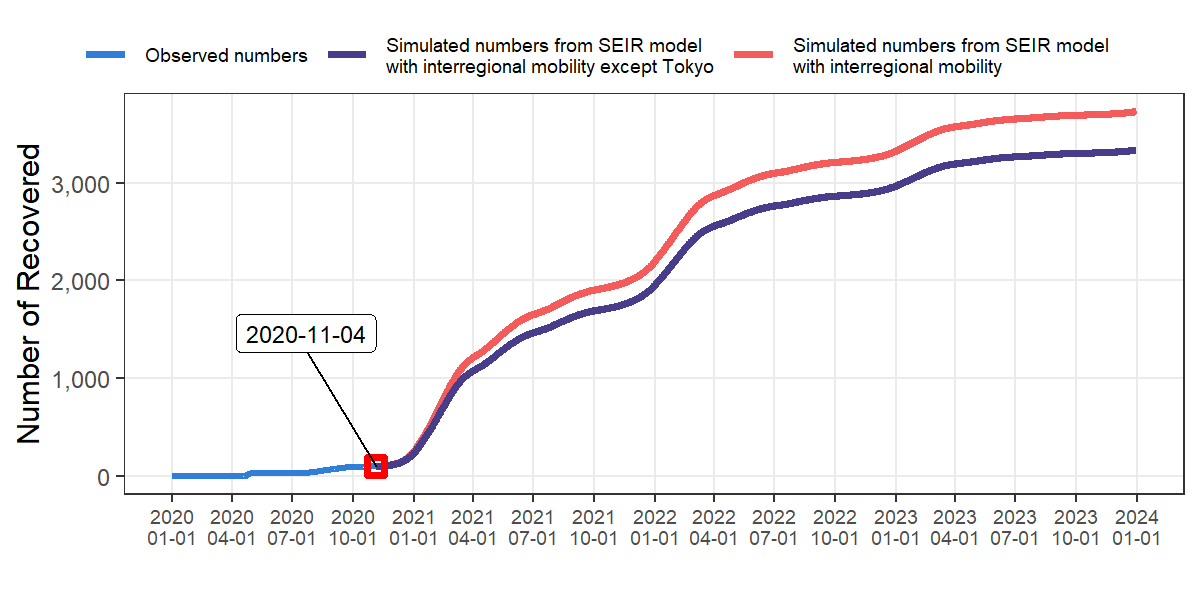 Observed numbers
Simulated numbers from SEIR model
with interregional mobility except Tokyo
Simulated numbers from SEIR model
with interregional mobility
Number of Recovered
3,000
2,000
1,000
0
2020-11-04
2020 2020 2020 2020 2021 2021 2021 2021 2022 2022 2022 2022 2023 2023 2023 2023 2024
01-01 04-01 07-01 10-01 01-01 04-01 07-01 10-01 01-01 04-01 07-01 10-01 01-01 04-01 07-01 10-01 01-01